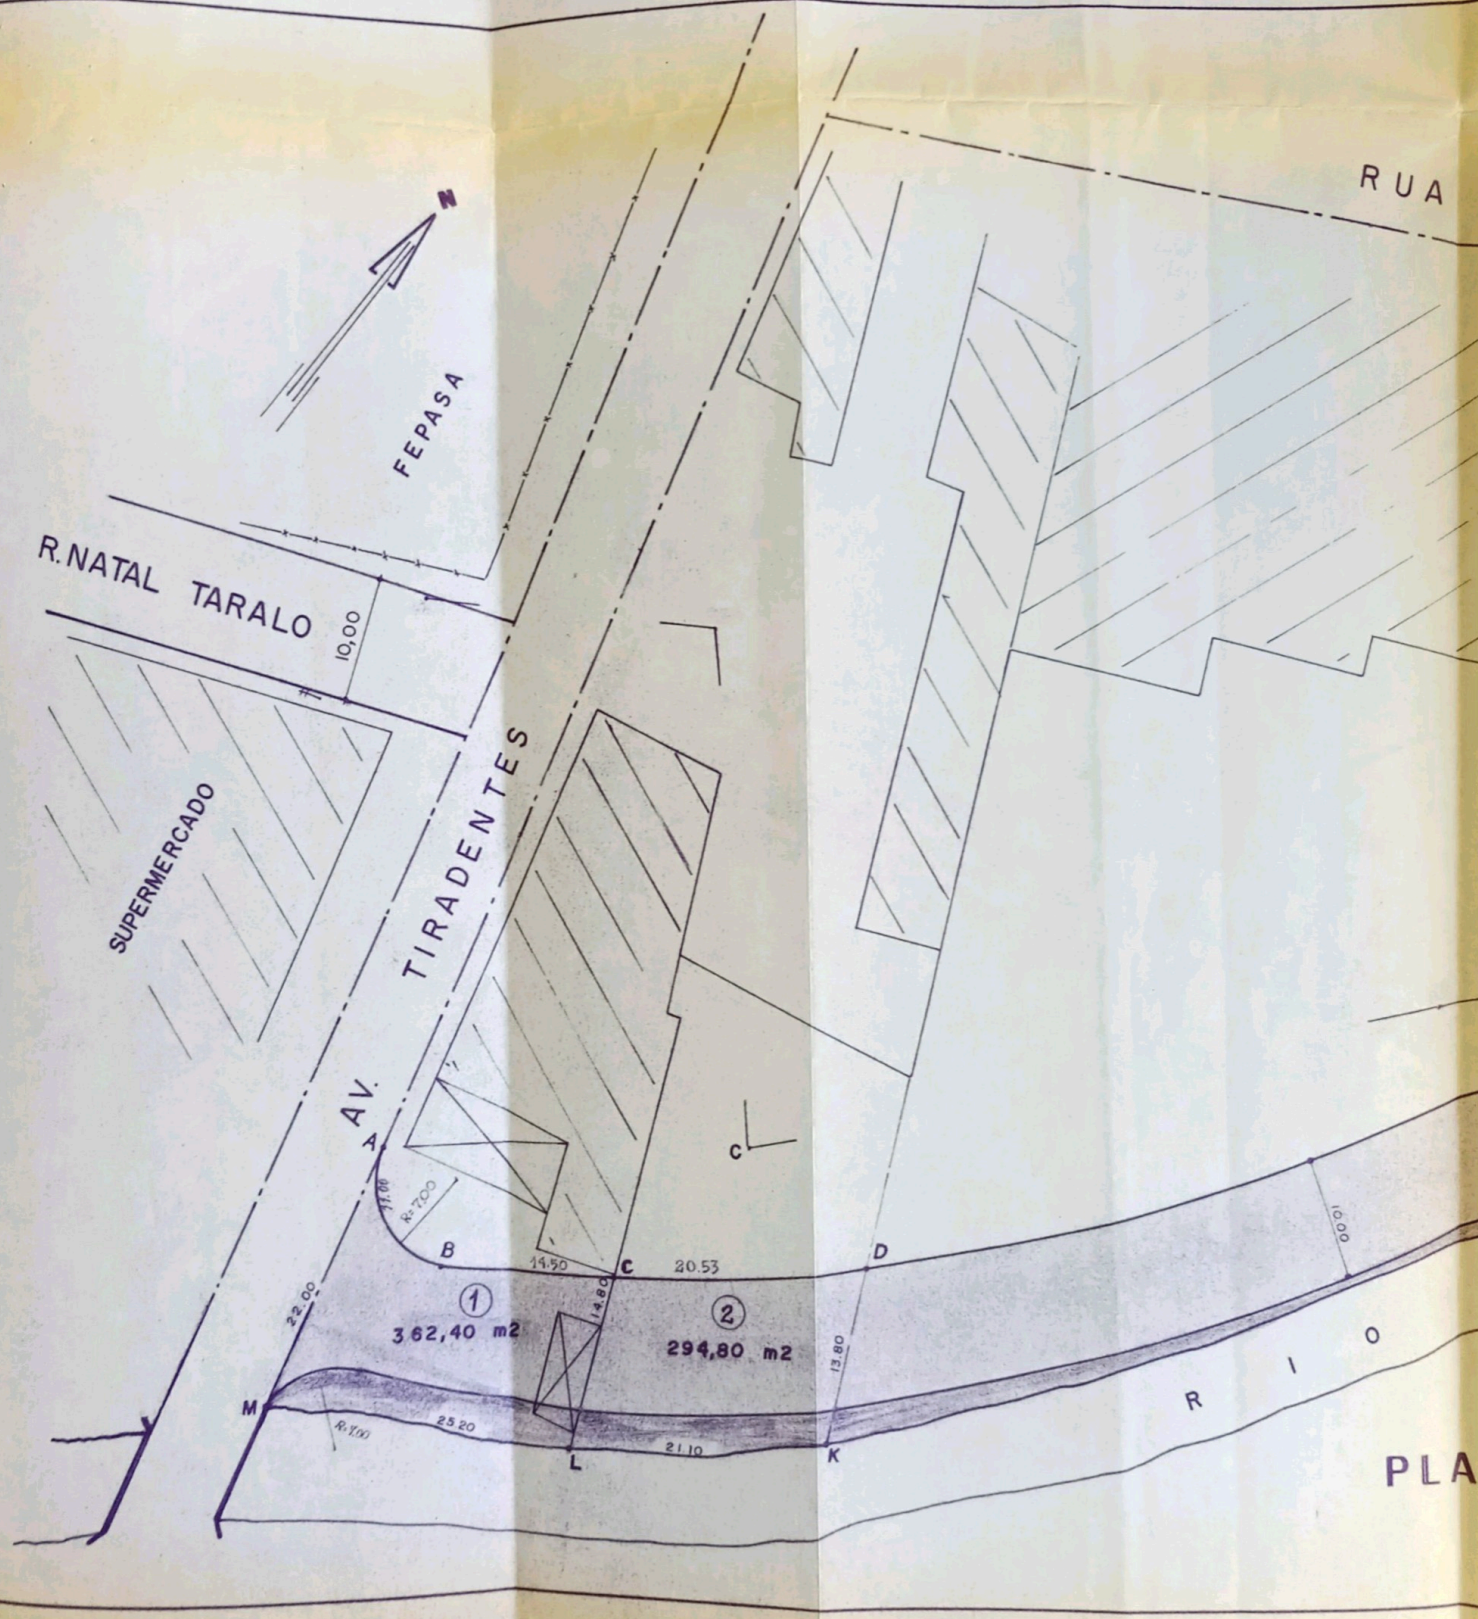 RUA
N
FEPASA
R. NATAL TARALO
10,00
SUPERMERCADO
AV. TIRADENTES
A
R=7,00
B
14.50
C
20.53
D
C
10.00
22.00
1
362,40 m2
14.80
2
294,80 m2
13.80
RIO
M
R=7,00
25.20
L
21.10
K
PLA